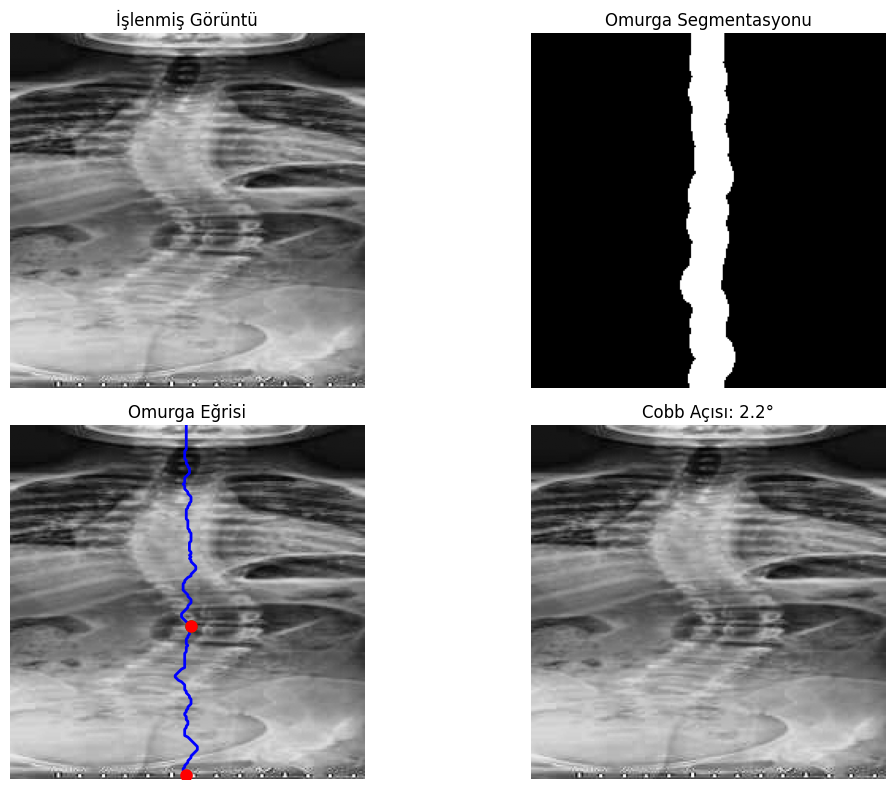 İşlenmiş Görüntü
Omurga Segmentasyonu
Omurga Eğrisi
Cobb Açısı: 2.2°